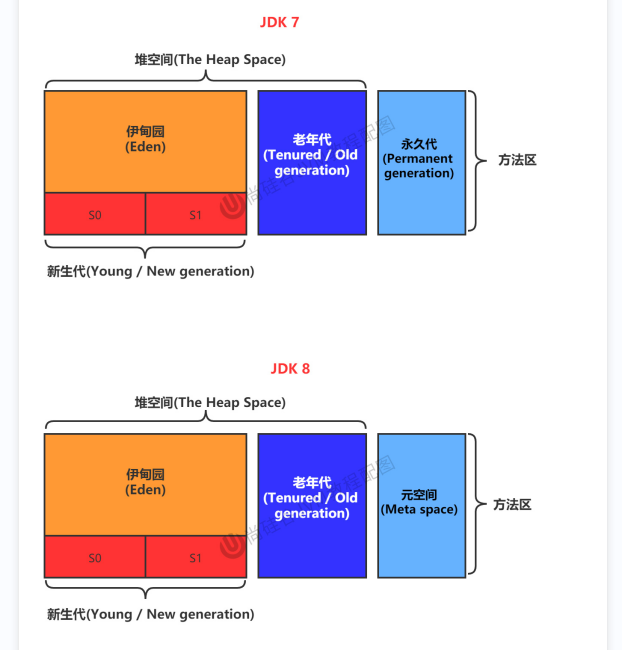 JDK 7
堆空间(The Heap Space)
伊甸园
(Eden)
老年代
(Tenured / Old
generation)
永久代
(Permanent
generation)
方法区
S0
S1
新生代(Young / New generation)
JDK 8
堆空间(The Heap Space)
伊甸园
(Eden)
老年代
(Tenured / Old
generation)
元空间
(Meta space)
方法区
S0
S1
新生代(Young / New generation)